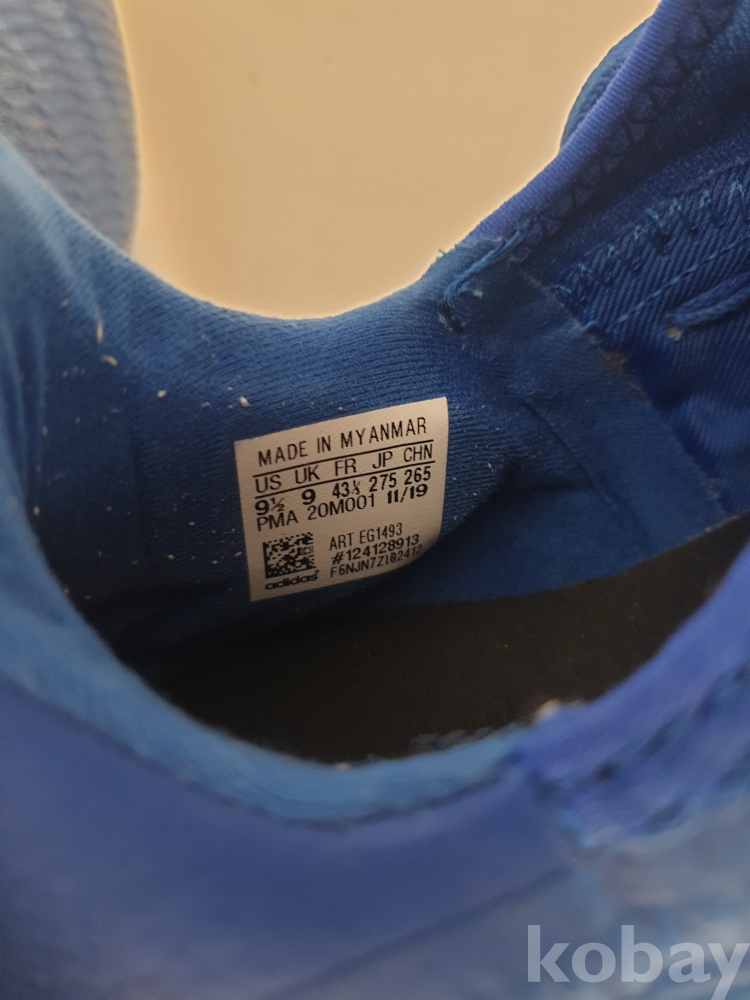 MADE IN MYANMAR
US UK FR JP CHN
9½ 9 43⅓ 275 265
PMA 20M001 11/19
ART EG1493
#124128913
adidas
kobay